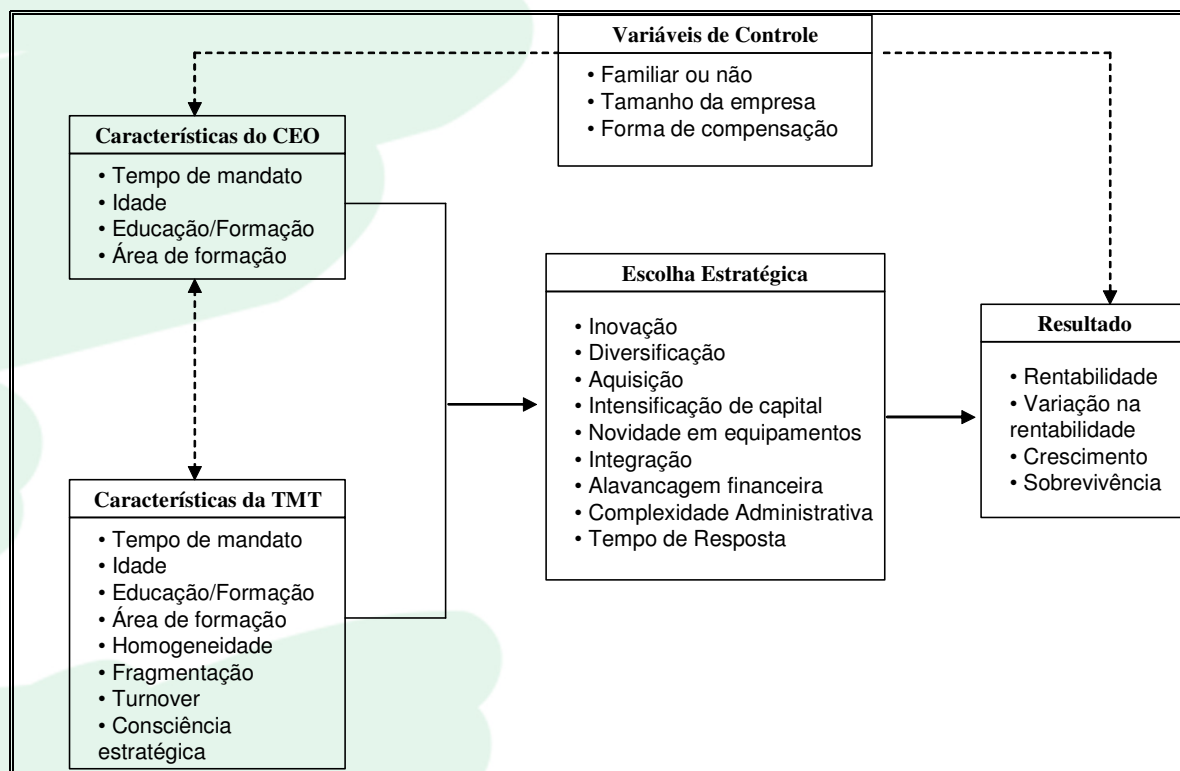 Variáveis de Controle
• Familiar ou não
• Tamanho da empresa
• Forma de compensação
Características do CEO
• Tempo de mandato
• Idade
• Educação/Formação
• Área de formação
Escolha Estratégica
• Inovação
• Diversificação
• Aquisição
• Intensificação de capital
• Novidade em equipamentos
• Integração
• Alavancagem financeira
• Complexidade Administrativa
• Tempo de Resposta
Resultado
• Rentabilidade
• Variação na
rentabilidade
• Crescimento
• Sobrevivência
Características da TMT
• Tempo de mandato
• Idade
• Educação/Formação
• Área de formação
• Homogeneidade
• Fragmentação
• Turnover
• Consciência
estratégica